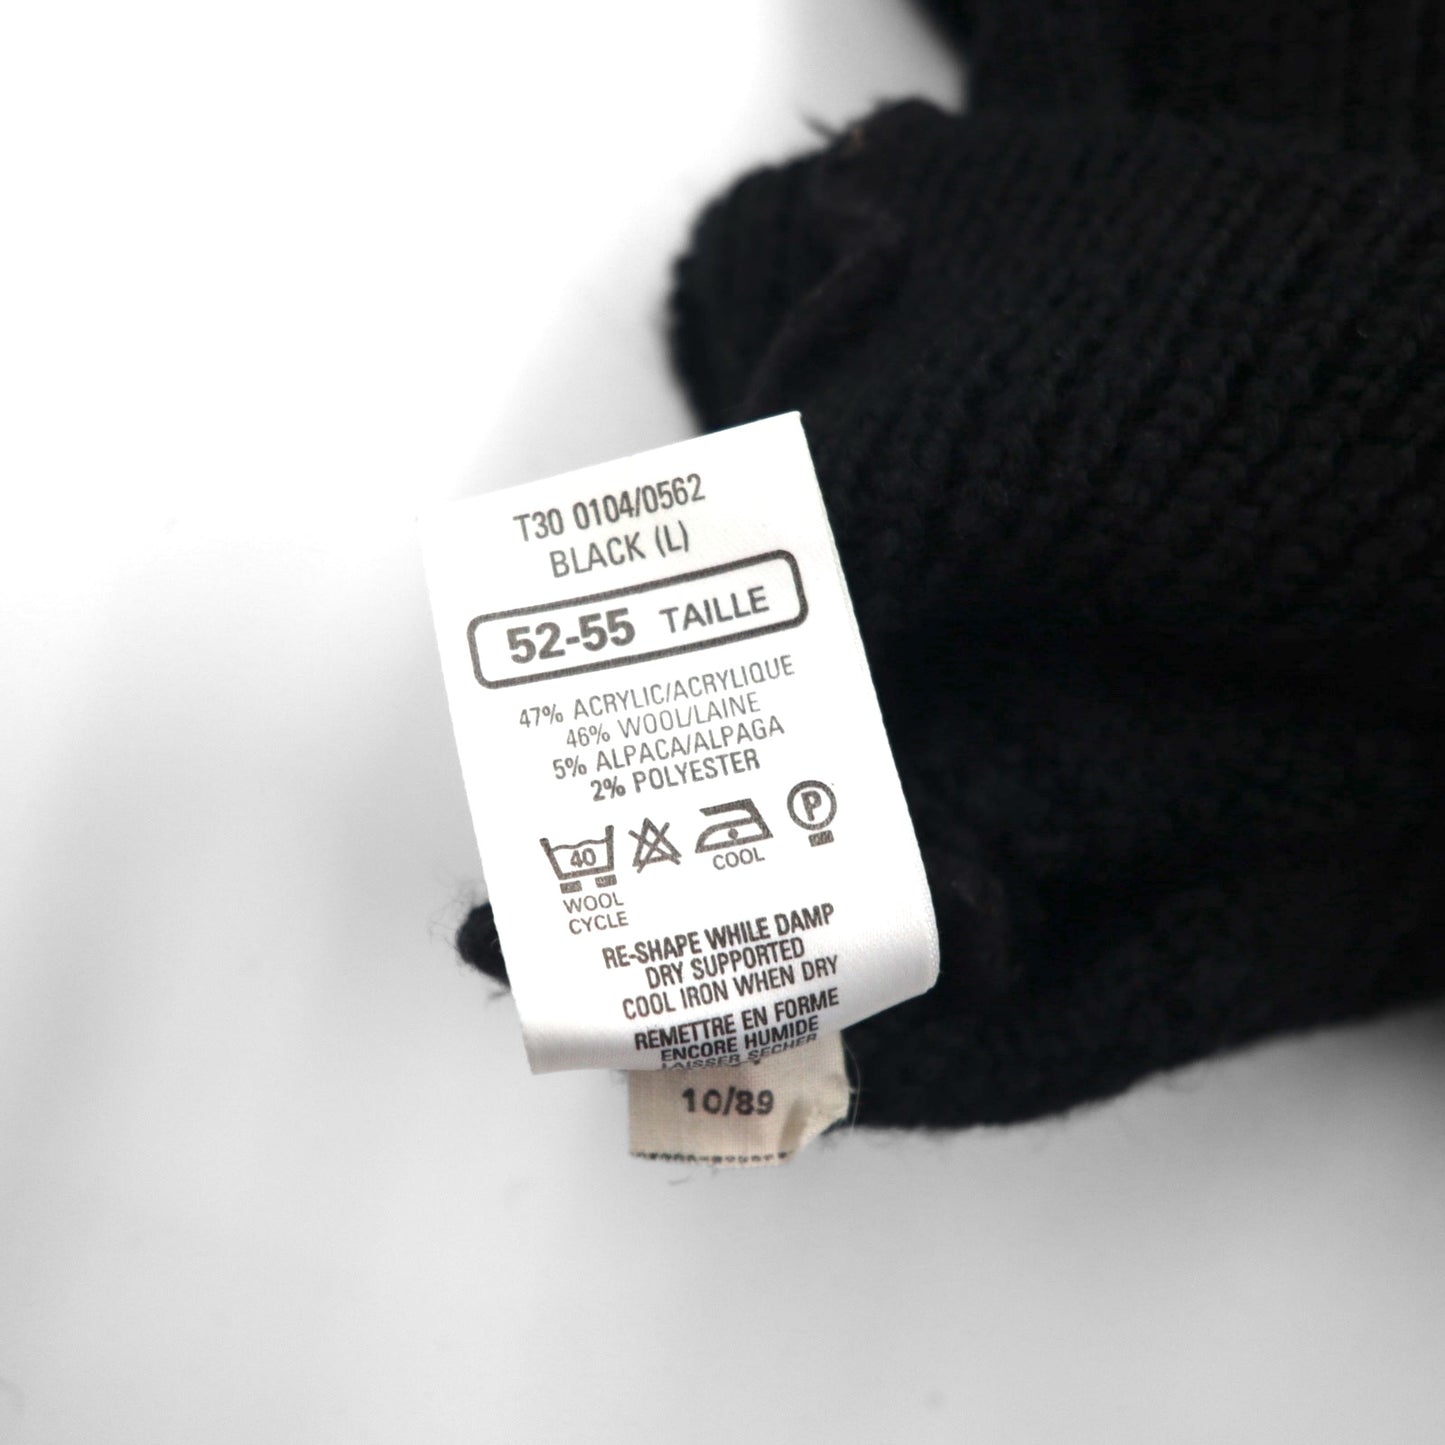 T30 0104/0562
BLACK (L)
52-55 TAILLE
47% ACRYLIC/ACRYLIQUE
46% WOOL/LAINE
5% ALPACA/ALPAGA
2% POLYESTER
40
P
WOOL
CYCLE
COOL
RE-SHAPE WHILE DAMP
DRY SUPPORTED
COOL IRON WHEN DRY
REMETTRE EN FORME
ENCORE HUMIDE
LAISSER SECHER
10/89